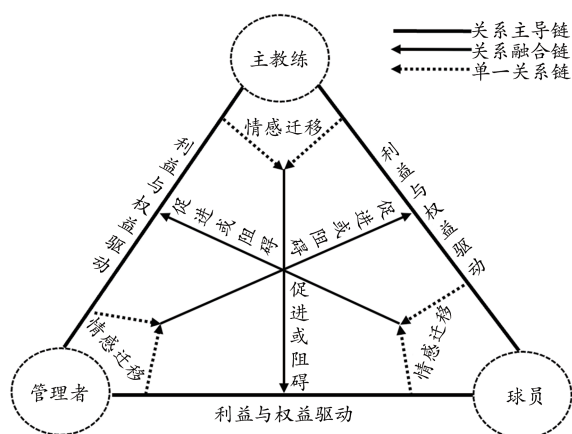 关系主导链
关系融合链
单一关系链
主教练
情感迁移
利益与权益驱动
利益与权益驱动
促进或阻碍
促进或阻碍
促进或阻碍
情感迁移
情感迁移
管理者
球员
利益与权益驱动